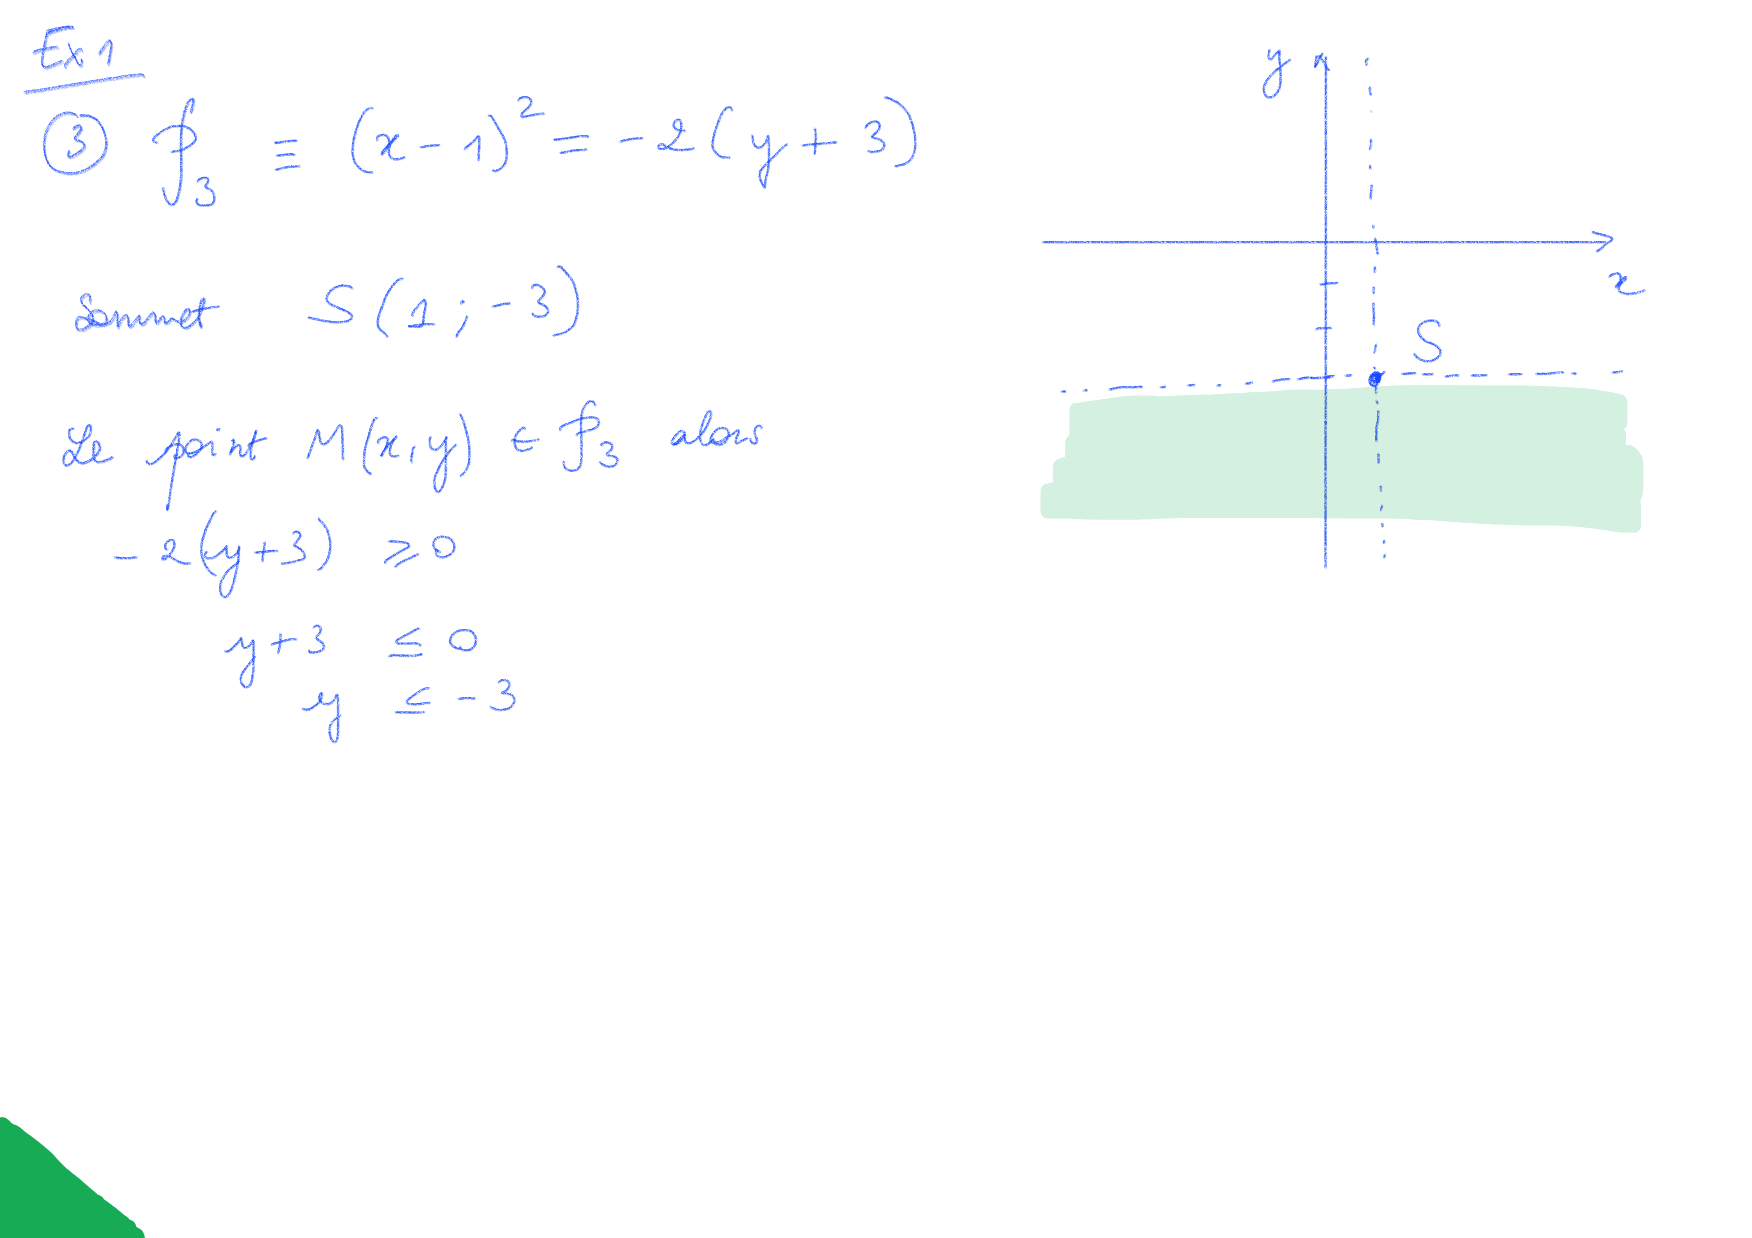 Ex 1
③ 𝒫₃ ≡ (x - 1)² = -2(y + 3)
Sommet S(1 ; -3)
Le point M(x, y) ∈ 𝒫₃ alors
-2(y+3) ≥ 0
y+3 ≤ 0
y ≤ -3
y
x
S